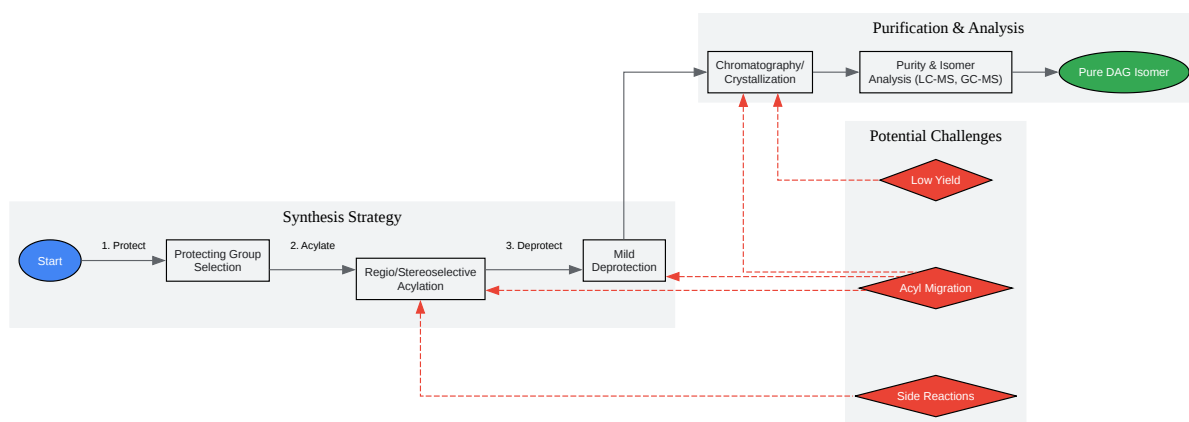 Purification & Analysis
Chromatography/
Crystallization
Purity & Isomer
Analysis (LC-MS, GC-MS)
Pure DAG Isomer
Potential Challenges
Low Yield
Synthesis Strategy
Start
1. Protect
Protecting Group
Selection
2. Acylate
Regio/Stereoselective
Acylation
3. Deprotect
Mild
Deprotection
Acyl Migration
Side Reactions